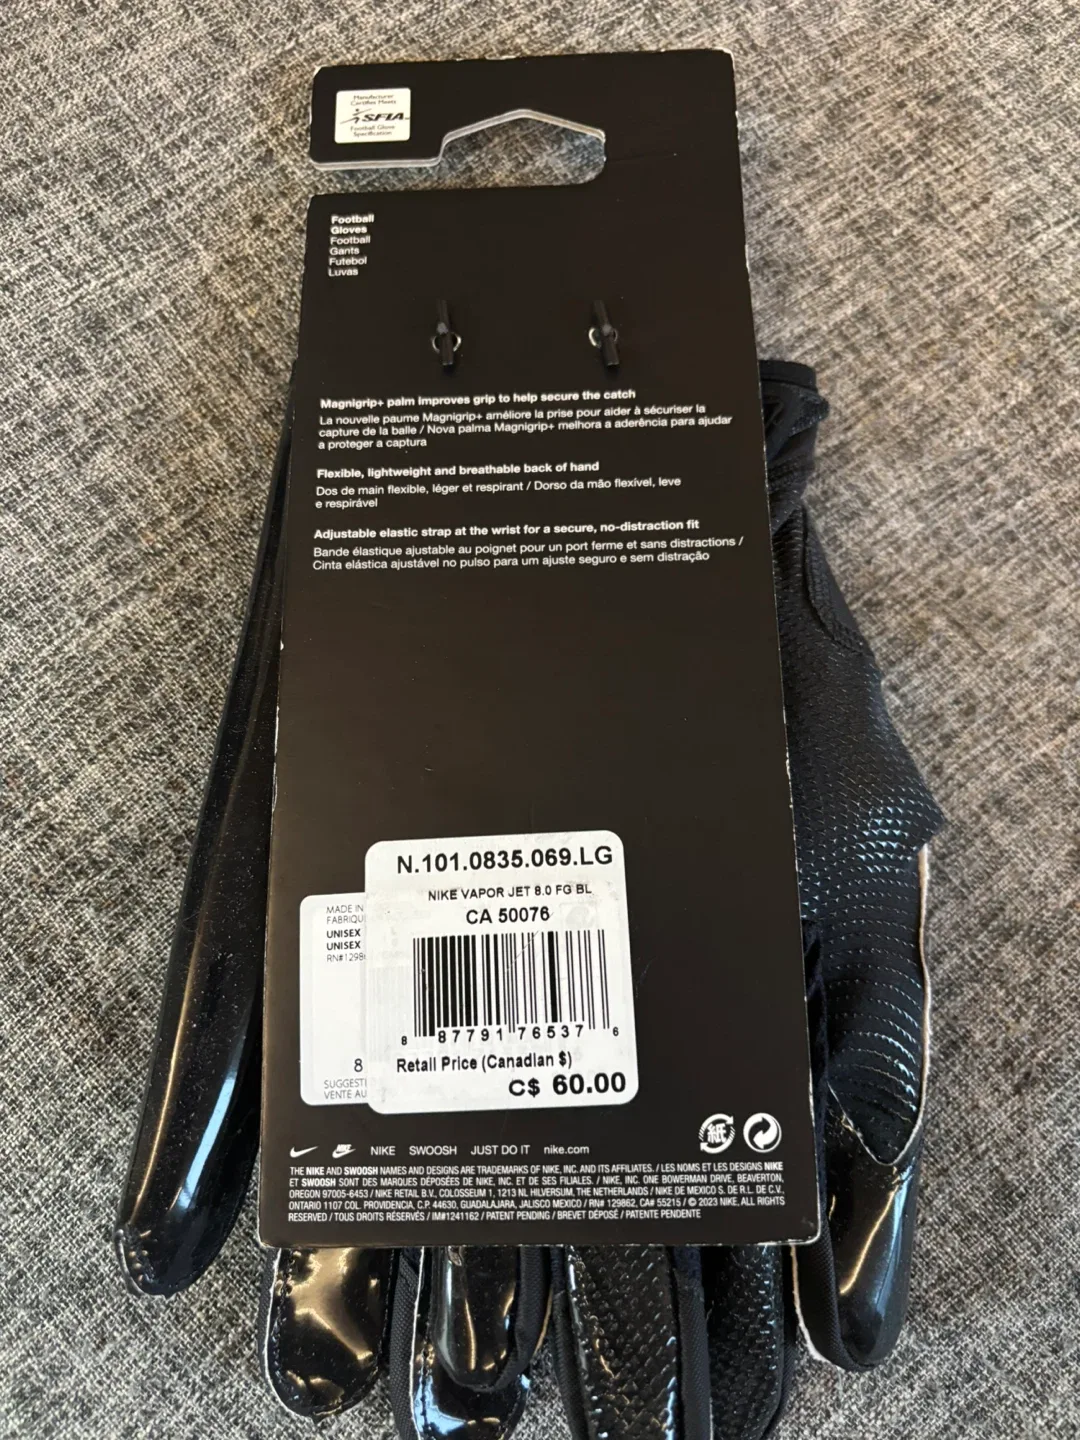 Manufacturer
Certifies Meets
SFIA
Football Glove
Specification
Football
Gloves
Football
Gants
Futebol
Luvas
Magnigrip+ palm improves grip to help secure the catch
La nouvelle paume Magnigrip+ améliore la prise pour aider à sécuriser la
capture de la balle / Nova palma Magnigrip+ melhora a aderência para ajudar
a proteger a captura
Flexible, lightweight and breathable back of hand
Dos de main flexible, léger et respirant / Dorso da mão flexível, leve
e respirável
Adjustable elastic strap at the wrist for a secure, no-distraction fit
Bande élastique ajustable au poignet pour un port ferme et sans distractions /
Cinta elástica ajustável no pulso para um ajuste seguro e sem distração
N.101.0835.069.LG
NIKE VAPOR JET 8.0 FG BL
CA 50076
8 87791 76537 6
Retail Price (Canadian $)
C$ 60.00
MADE IN
FABRIQU
UNISEX
UNISEX
RN#1298
8
SUGGEST
VENTE AU
紙
NIKE NIKE SWOOSH JUST DO IT nike.com
THE NIKE AND SWOOSH NAMES AND DESIGNS ARE TRADEMARKS OF NIKE, INC. AND ITS AFFILIATES. / LES NOMS ET LES DESIGNS NIKE
ET SWOOSH SONT DES MARQUES DÉPOSÉES DE NIKE, INC. ET DE SES FILIALES. / NIKE, INC. ONE BOWERMAN DRIVE, BEAVERTON,
OREGON 97005-6453 / NIKE RETAIL B.V., COLOSSEUM 1, 1213 NL HILVERSUM, THE NETHERLANDS / NIKE DE MEXICO S. DE R.L. DE C.V.,
ONTARIO 1107 COL. PROVIDENCIA, C.P. 44630, GUADALAJARA, JALISCO MEXICO / RN# 129862, CA# 55215 / © 2023 NIKE, ALL RIGHTS
RESERVED / TOUS DROITS RÉSERVÉS / IM#1241162 / PATENT PENDING / BREVET DÉPOSÉ / PATENTE PENDENTE